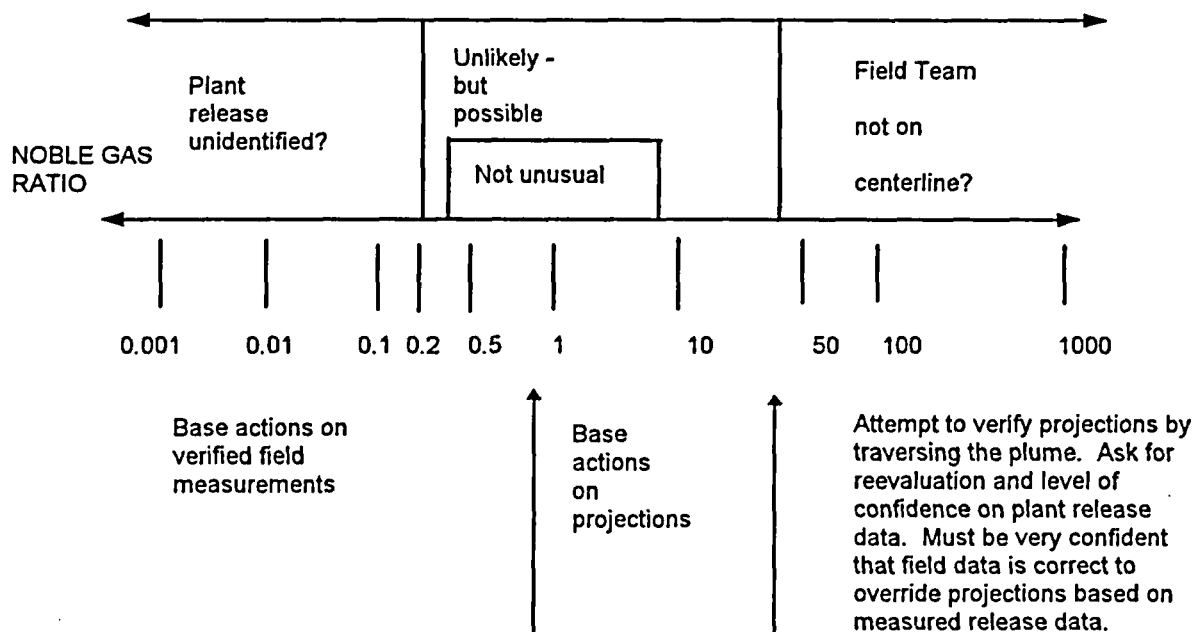 Plant
release
unidentified?
Unlikely -
but
possible
Not unusual
Field Team
not on
centerline?
NOBLE GAS
RATIO
0.001 0.01 0.1 0.2 0.5 1 10 50 100 1000
Base actions on
verified field
measurements
Base
actions
on
projections
Attempt to verify projections by
traversing the plume. Ask for
reevaluation and level of
confidence on plant release
data. Must be very confident
that field data is correct to
override projections based on
measured release data.